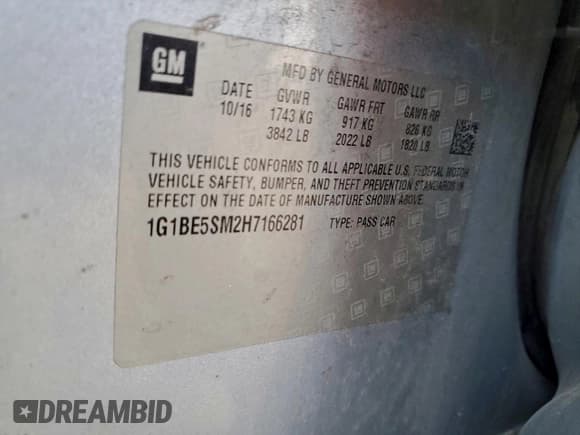 GM
MFD BY GENERAL MOTORS LLC
DATE GVWR GAWR FRT GAWR RR
10/16 1743 KG 917 KG 826 KG
3842 LB 2022 LB 1820 LB
THIS VEHICLE CONFORMS TO ALL APPLICABLE U.S. FEDERAL MOTOR
VEHICLE SAFETY, BUMPER, AND THEFT PREVENTION STANDARDS IN
EFFECT ON THE DATE OF MANUFACTURE SHOWN ABOVE.
1G1BE5SM2H7166281 TYPE: PASS CAR
DREAMBID